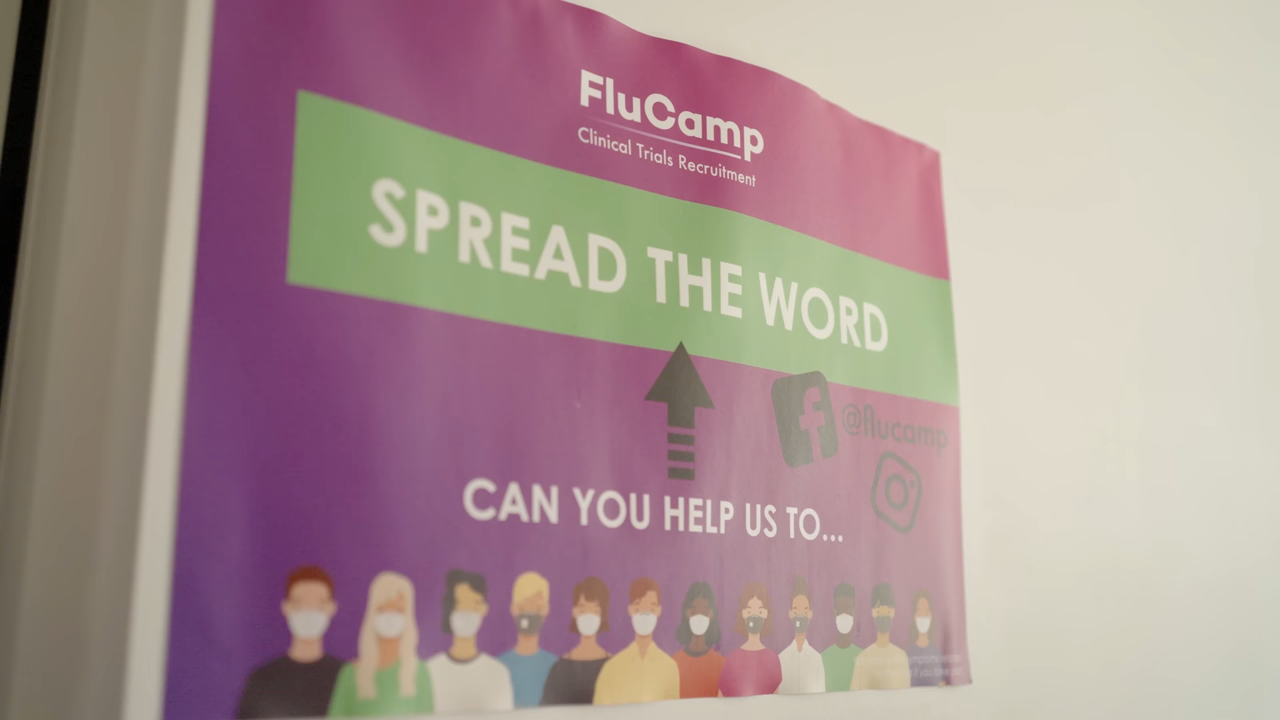 FluCamp
Clinical Trials Recruitment
SPREAD THE WORD
@flucamp
CAN YOU HELP US TO...